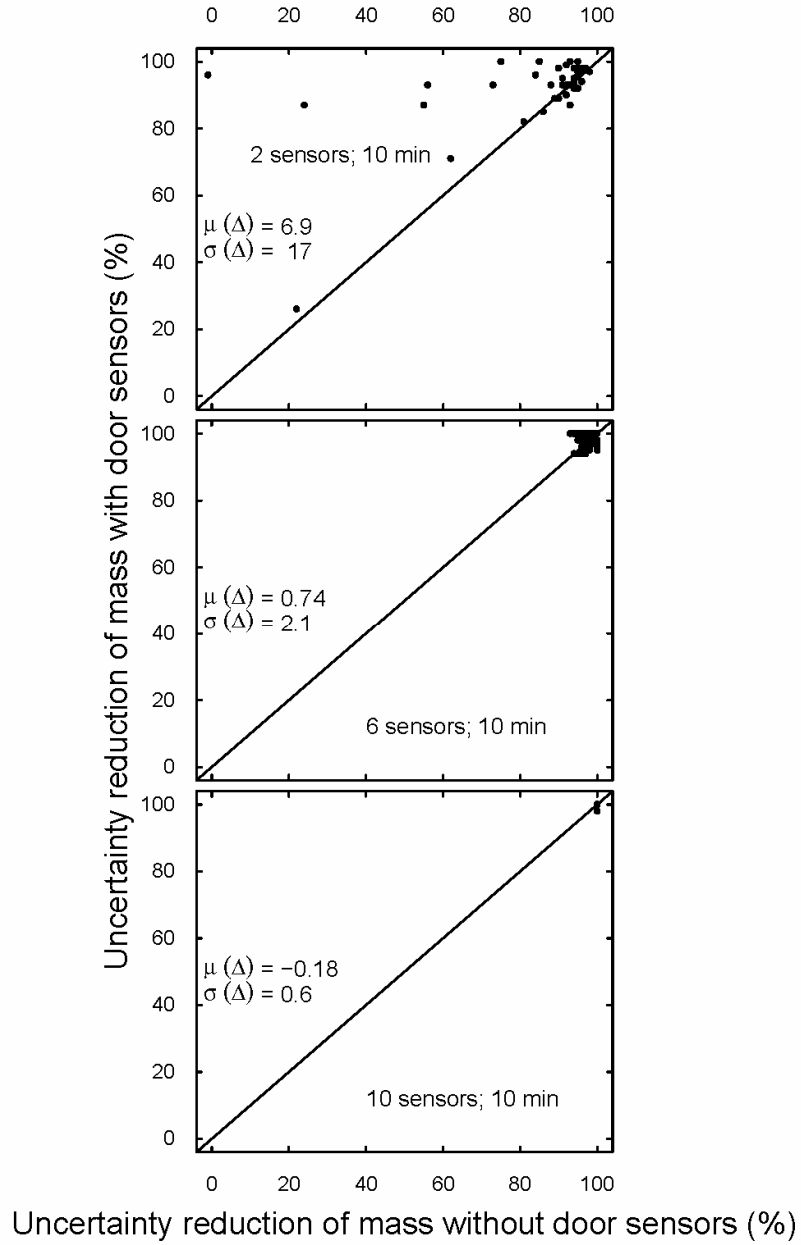 0 20 40 60 80 100
100
80
60
40
20
0
2 sensors; 10 min
μ (Δ) = 6.9
σ (Δ) = 17
100
80
60
40
20
0
μ (Δ) = 0.74
σ (Δ) = 2.1
6 sensors; 10 min
100
80
60
40
20
0
μ (Δ) = −0.18
σ (Δ) = 0.6
10 sensors; 10 min
0 20 40 60 80 100
Uncertainty reduction of mass with door sensors (%)
Uncertainty reduction of mass without door sensors (%)